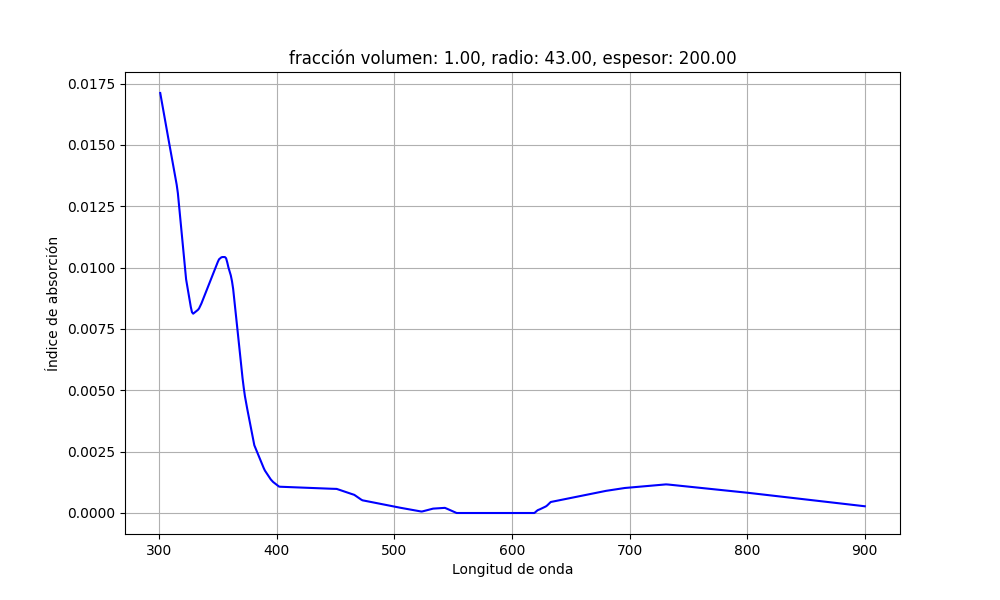 fracción volumen: 1.00, radio: 43.00, espesor: 200.00
0.0175
0.0150
0.0125
0.0100
0.0075
0.0050
0.0025
0.0000
Índice de absorción
300 400 500 600 700 800 900
Longitud de onda